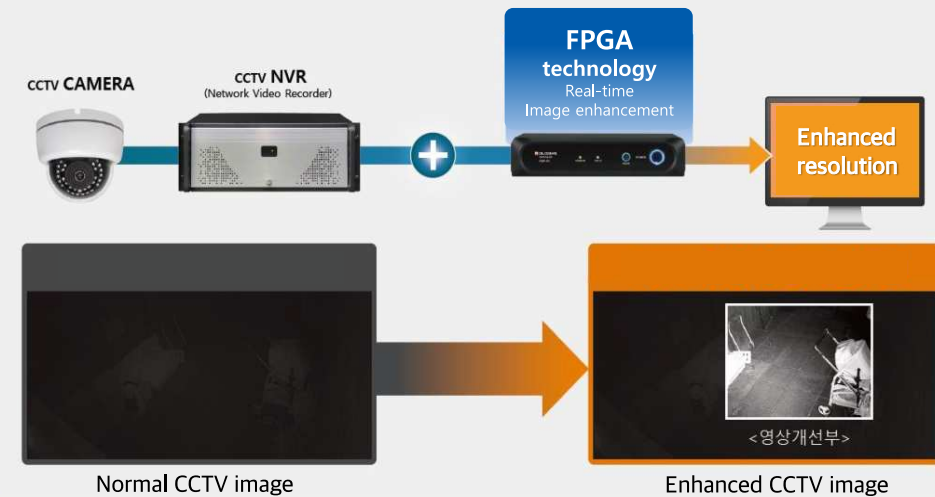 CCTV CAMERA
CCTV NVR
(Network Video Recorder)
FPGA
technology
Real-time
Image enhancement
Enhanced
resolution
<영상개선부>
Normal CCTV image
Enhanced CCTV image